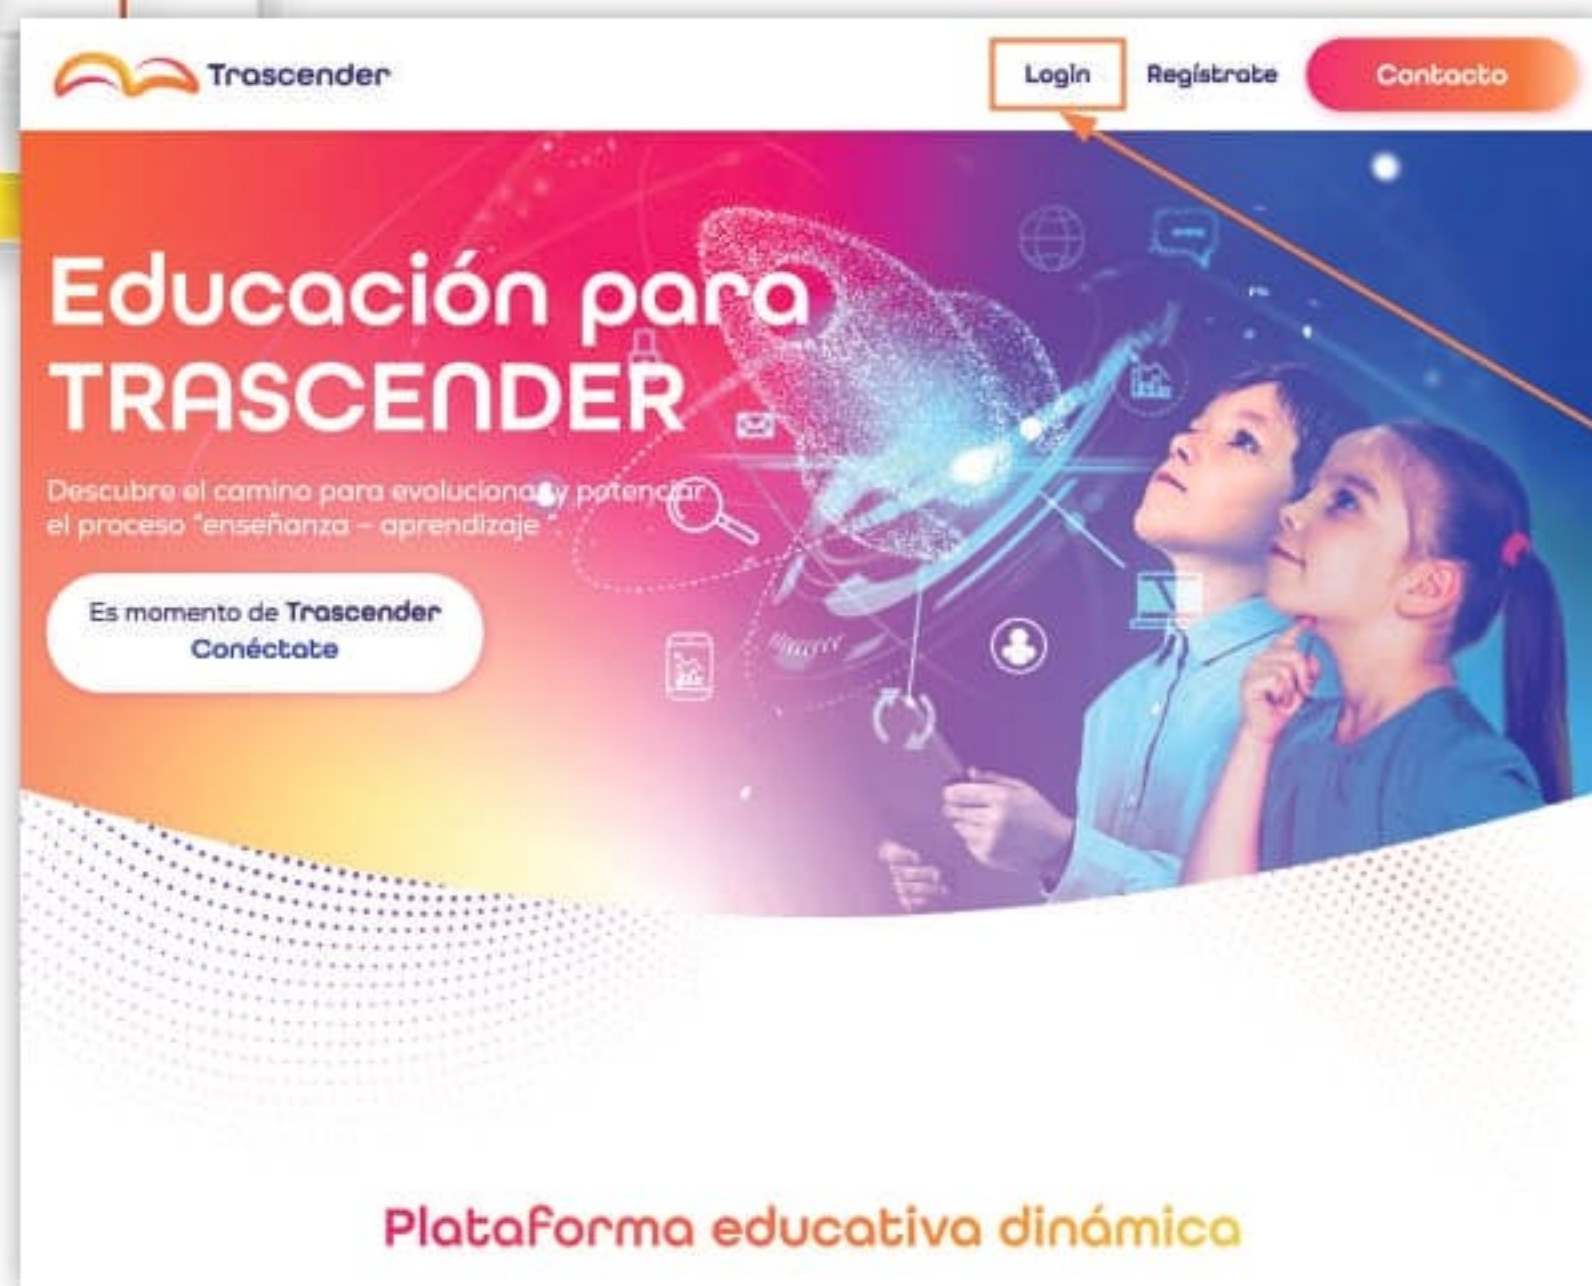 Trascender
Login
Regístrate
Contacto
Educación para
TRASCENDER
Descubre el camino para evolucionar y potenciar
el proceso "enseñanza – aprendizaje"
Es momento de Trascender
Conéctate
Plataforma educativa dinámica